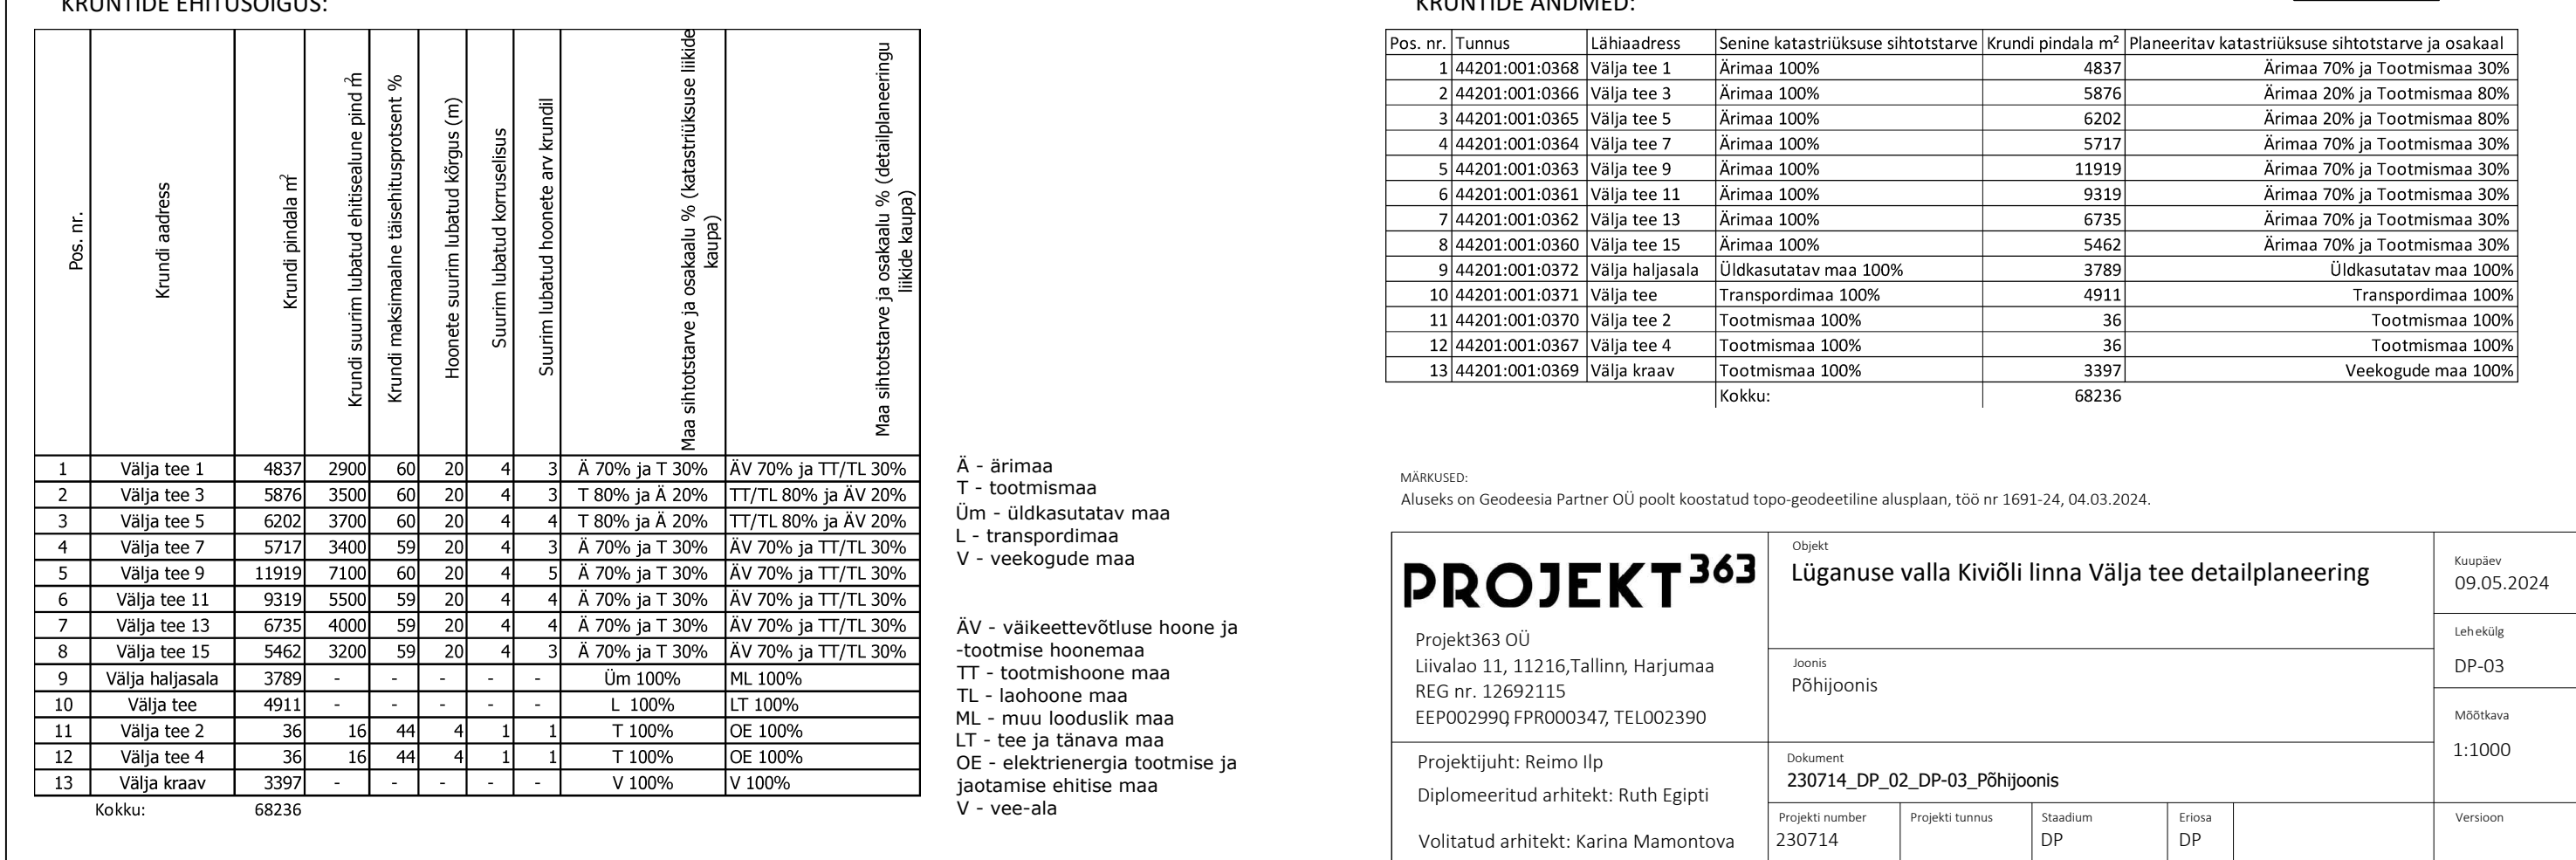 KRUNTIDE EHITUSÕIGUS:
Pos. nr.
Krundi aadress
Krundi pindala m²
Krundi suurim lubatud ehitisealune pind m²
Krundi maksimaalne täisehitusprotsent %
Hoonete suurim lubatud kõrgus (m)
Suurim lubatud korruselisus
Suurim lubatud hoonete arv krundil
Maa sihtotstarve ja osakaalu % (katastriüksuse liikide
kaupa)
Maa sihtotstarve ja osakaalu % (detailplaneeringu
liikide kaupa)
1 Välja tee 1 4837 2900 60 20 4 3 Ä 70% ja T 30% ÄV 70% ja TT/TL 30%
2 Välja tee 3 5876 3500 60 20 4 3 T 80% ja Ä 20% TT/TL 80% ja ÄV 20%
3 Välja tee 5 6202 3700 60 20 4 4 T 80% ja Ä 20% TT/TL 80% ja ÄV 20%
4 Välja tee 7 5717 3400 59 20 4 3 Ä 70% ja T 30% ÄV 70% ja TT/TL 30%
5 Välja tee 9 11919 7100 60 20 4 5 Ä 70% ja T 30% ÄV 70% ja TT/TL 30%
6 Välja tee 11 9319 5500 59 20 4 4 Ä 70% ja T 30% ÄV 70% ja TT/TL 30%
7 Välja tee 13 6735 4000 59 20 4 4 Ä 70% ja T 30% ÄV 70% ja TT/TL 30%
8 Välja tee 15 5462 3200 59 20 4 3 Ä 70% ja T 30% ÄV 70% ja TT/TL 30%
9 Välja haljasala 3789 - - - - - Üm 100% ML 100%
10 Välja tee 4911 - - - - - L 100% LT 100%
11 Välja tee 2 36 16 44 4 1 1 T 100% OE 100%
12 Välja tee 4 36 16 44 4 1 1 T 100% OE 100%
13 Välja kraav 3397 - - - - - V 100% V 100%
Kokku: 68236
Ä - ärimaa
T - tootmismaa
Üm - üldkasutatav maa
L - transpordimaa
V - veekogude maa
ÄV - väikeettevõtluse hoone ja
-tootmise hoonemaa
TT - tootmishoone maa
TL - laohoone maa
ML - muu looduslik maa
LT - tee ja tänava maa
OE - elektrienergia tootmise ja
jaotamise ehitise maa
V - vee-ala
KRUNTIDE ANDMED:
Pos. nr. Tunnus Lähiaadress Senine katastriüksuse sihtotstarve Krundi pindala m² Planeeritav katastriüksuse sihtotstarve ja osakaal
1 44201:001:0368 Välja tee 1 Ärimaa 100% 4837 Ärimaa 70% ja Tootmismaa 30%
2 44201:001:0366 Välja tee 3 Ärimaa 100% 5876 Ärimaa 20% ja Tootmismaa 80%
3 44201:001:0365 Välja tee 5 Ärimaa 100% 6202 Ärimaa 20% ja Tootmismaa 80%
4 44201:001:0364 Välja tee 7 Ärimaa 100% 5717 Ärimaa 70% ja Tootmismaa 30%
5 44201:001:0363 Välja tee 9 Ärimaa 100% 11919 Ärimaa 70% ja Tootmismaa 30%
6 44201:001:0361 Välja tee 11 Ärimaa 100% 9319 Ärimaa 70% ja Tootmismaa 30%
7 44201:001:0362 Välja tee 13 Ärimaa 100% 6735 Ärimaa 70% ja Tootmismaa 30%
8 44201:001:0360 Välja tee 15 Ärimaa 100% 5462 Ärimaa 70% ja Tootmismaa 30%
9 44201:001:0372 Välja haljasala Üldkasutatav maa 100% 3789 Üldkasutatav maa 100%
10 44201:001:0371 Välja tee Transpordimaa 100% 4911 Transpordimaa 100%
11 44201:001:0370 Välja tee 2 Tootmismaa 100% 36 Tootmismaa 100%
12 44201:001:0367 Välja tee 4 Tootmismaa 100% 36 Tootmismaa 100%
13 44201:001:0369 Välja kraav Tootmismaa 100% 3397 Veekogude maa 100%
Kokku: 68236
MÄRKUSED:
Aluseks on Geodeesia Partner OÜ poolt koostatud topo-geodeetiline alusplaan, töö nr 1691-24, 04.03.2024.
PROJEKT363
Projekt363 OÜ
Liivalao 11, 11216,Tallinn, Harjumaa
REG nr. 12692115
EEP002990, FPR000347, TEL002390
Projektijuht: Reimo Ilp
Diplomeeritud arhitekt: Ruth Egipti
Volitatud arhitekt: Karina Mamontova
Objekt
Lüganuse valla Kiviõli linna Välja tee detailplaneering
Joonis
Põhijoonis
Dokument
230714_DP_02_DP-03_Põhijoonis
Projekti number
230714
Projekti tunnus
Staadium
DP
Eriosa
DP
Kuupäev
09.05.2024
Lehekülg
DP-03
Mõõtkava
1:1000
Versioon